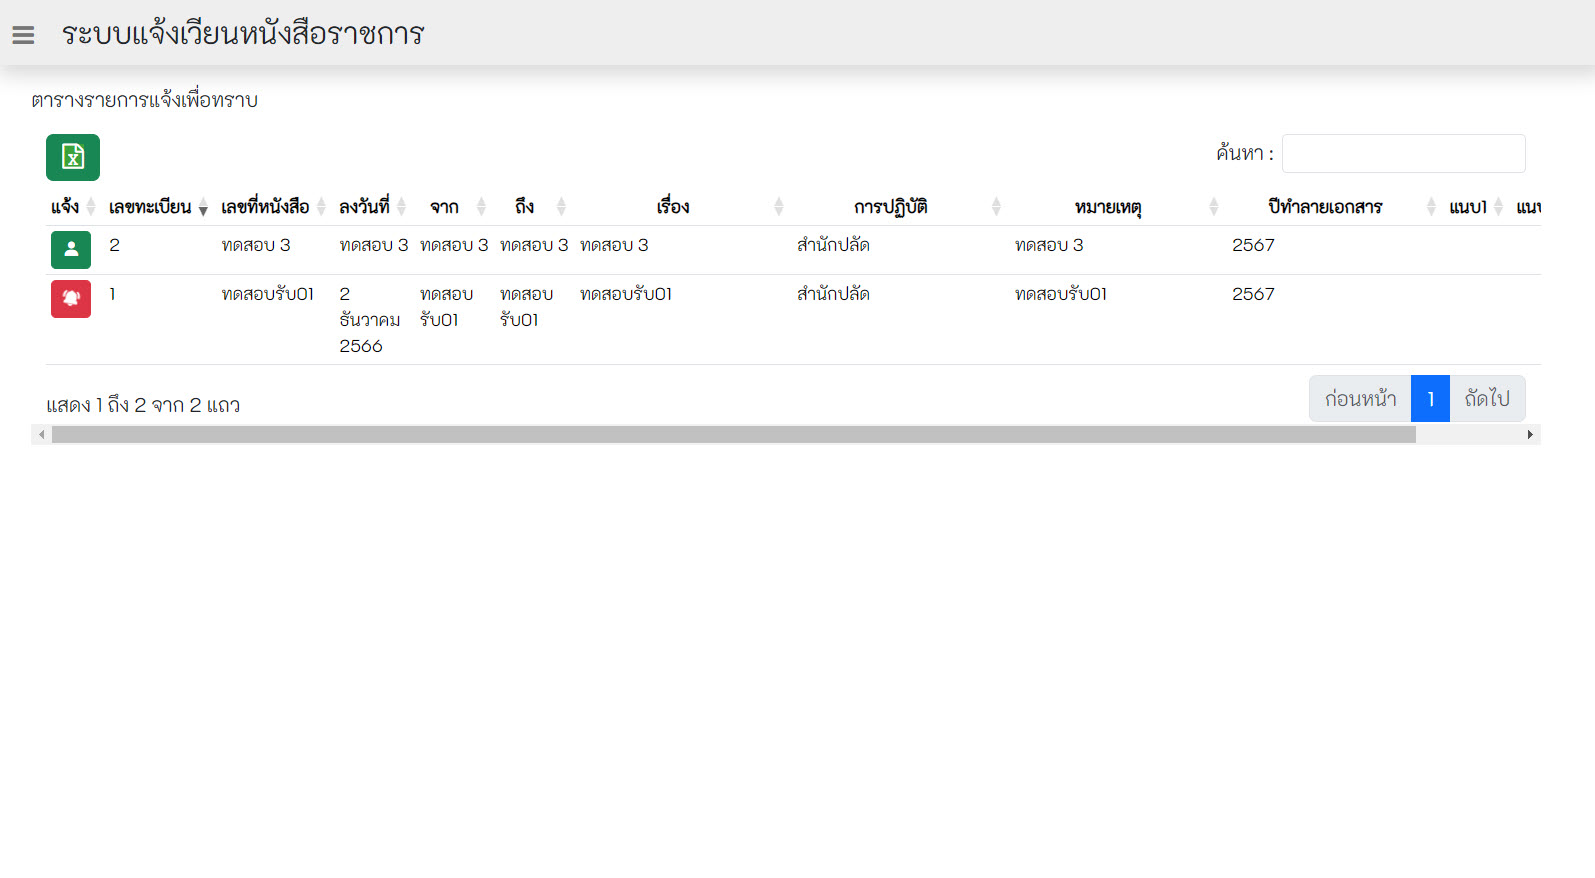 ระบบแจ้งเวียนหนังสือราชการ
ตารางรายการแจ้งเพื่อทราบ
ค้นหา :
แจ้ง เลขทะเบียน เลขที่หนังสือ ลงวันที่ จาก ถึง เรื่อง การปฏิบัติ หมายเหตุ ปีทำลายเอกสาร แนบ1
2 ทดสอบ 3 ทดสอบ 3 ทดสอบ 3 ทดสอบ 3 ทดสอบ 3 สำนักปลัด ทดสอบ 3 2567
1 ทดสอบรับ01 2 ทดสอบ ทดสอบ ทดสอบรับ01 สำนักปลัด ทดสอบรับ01 2567
ธันวาคม รับ01 รับ01
2566
แสดง 1 ถึง 2 จาก 2 แถว
ก่อนหน้า 1 ถัดไป